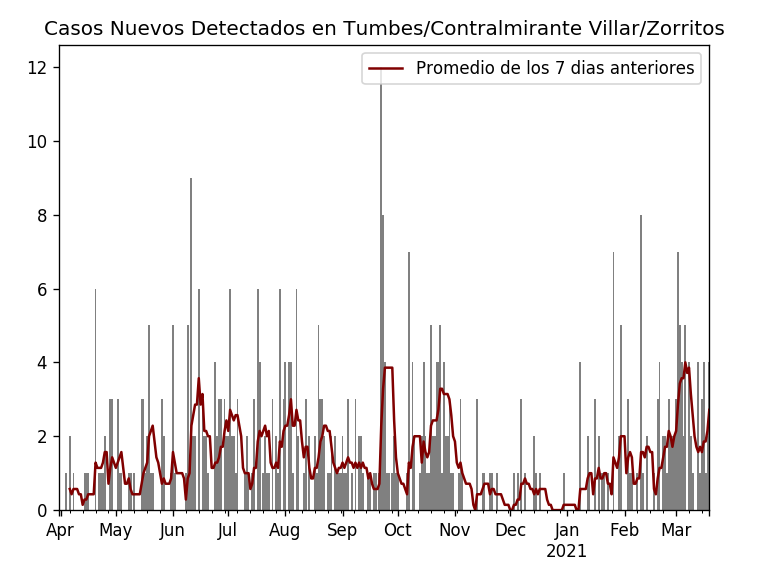 Casos Nuevos Detectados en Tumbes/Contralmirante Villar/Zorritos
Promedio de los 7 dias anteriores
12
10
8
6
4
2
0
Apr May Jun Jul Aug Sep Oct Nov Dec Jan Feb Mar
2021